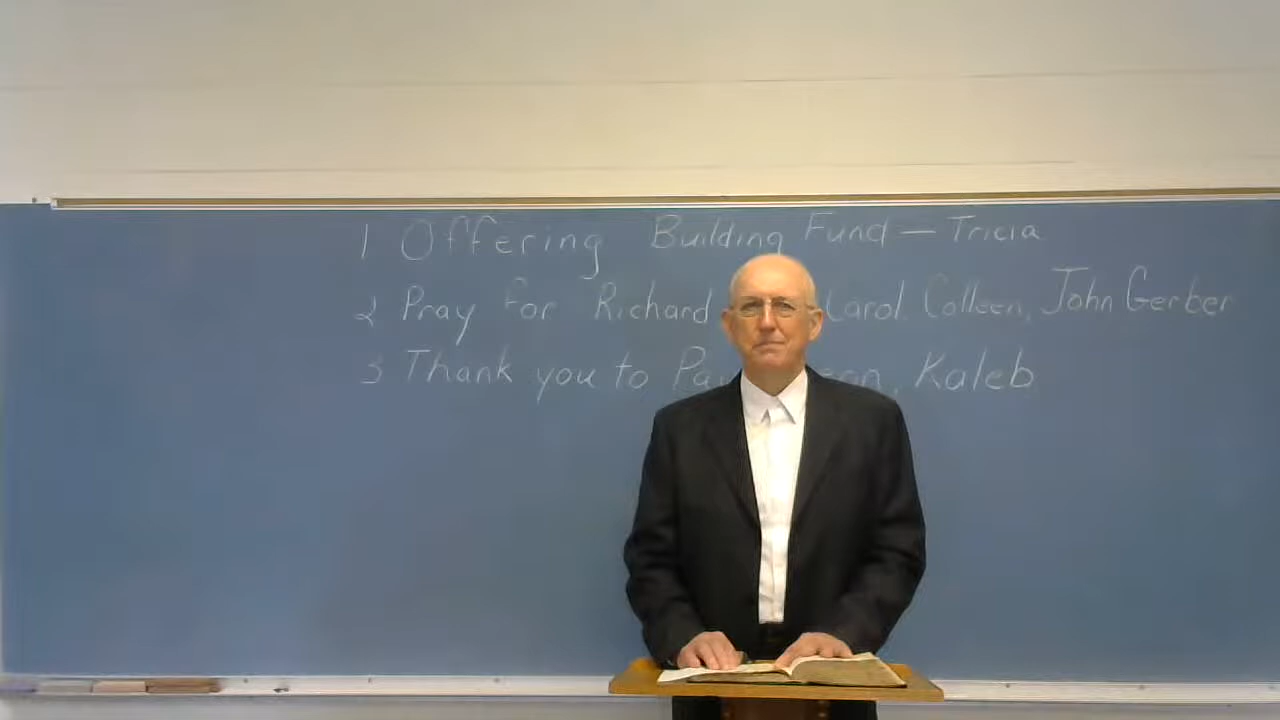 1 Offering Building Fund — Tricia
2 Pray for Richard Carol Colleen, John Gerber
3 Thank you to Kaleb